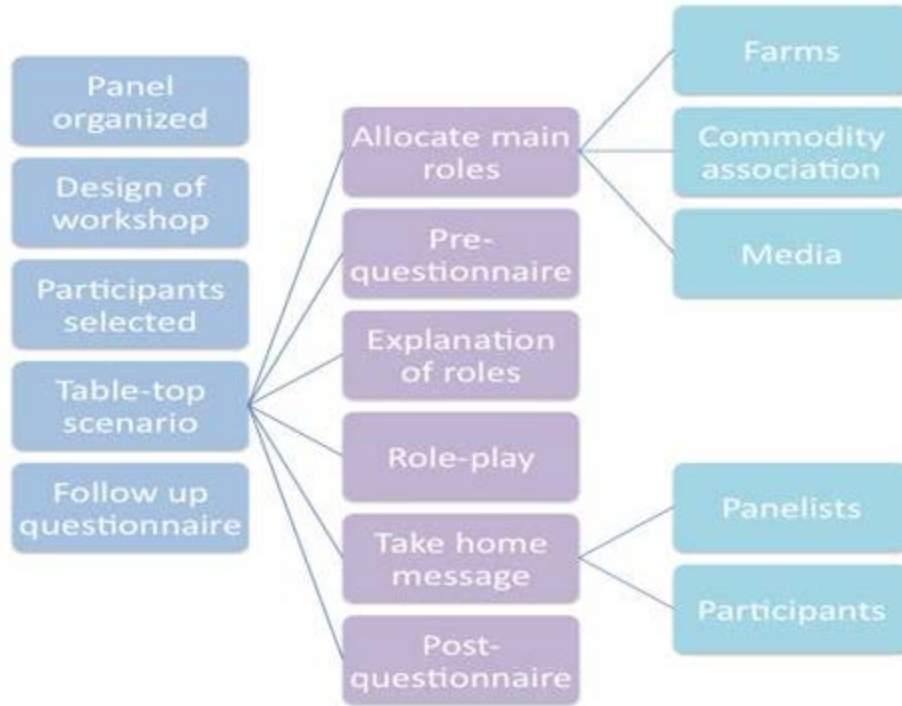 Panel
organized
Design of
workshop
Participants
selected
Table-top
scenario
Follow up
questionnaire
Allocate main
roles
Pre-
questionnaire
Explanation
of roles
Role-play
Take home
message
Post-
questionnaire
Farms
Commodity
association
Media
Panelists
Participants